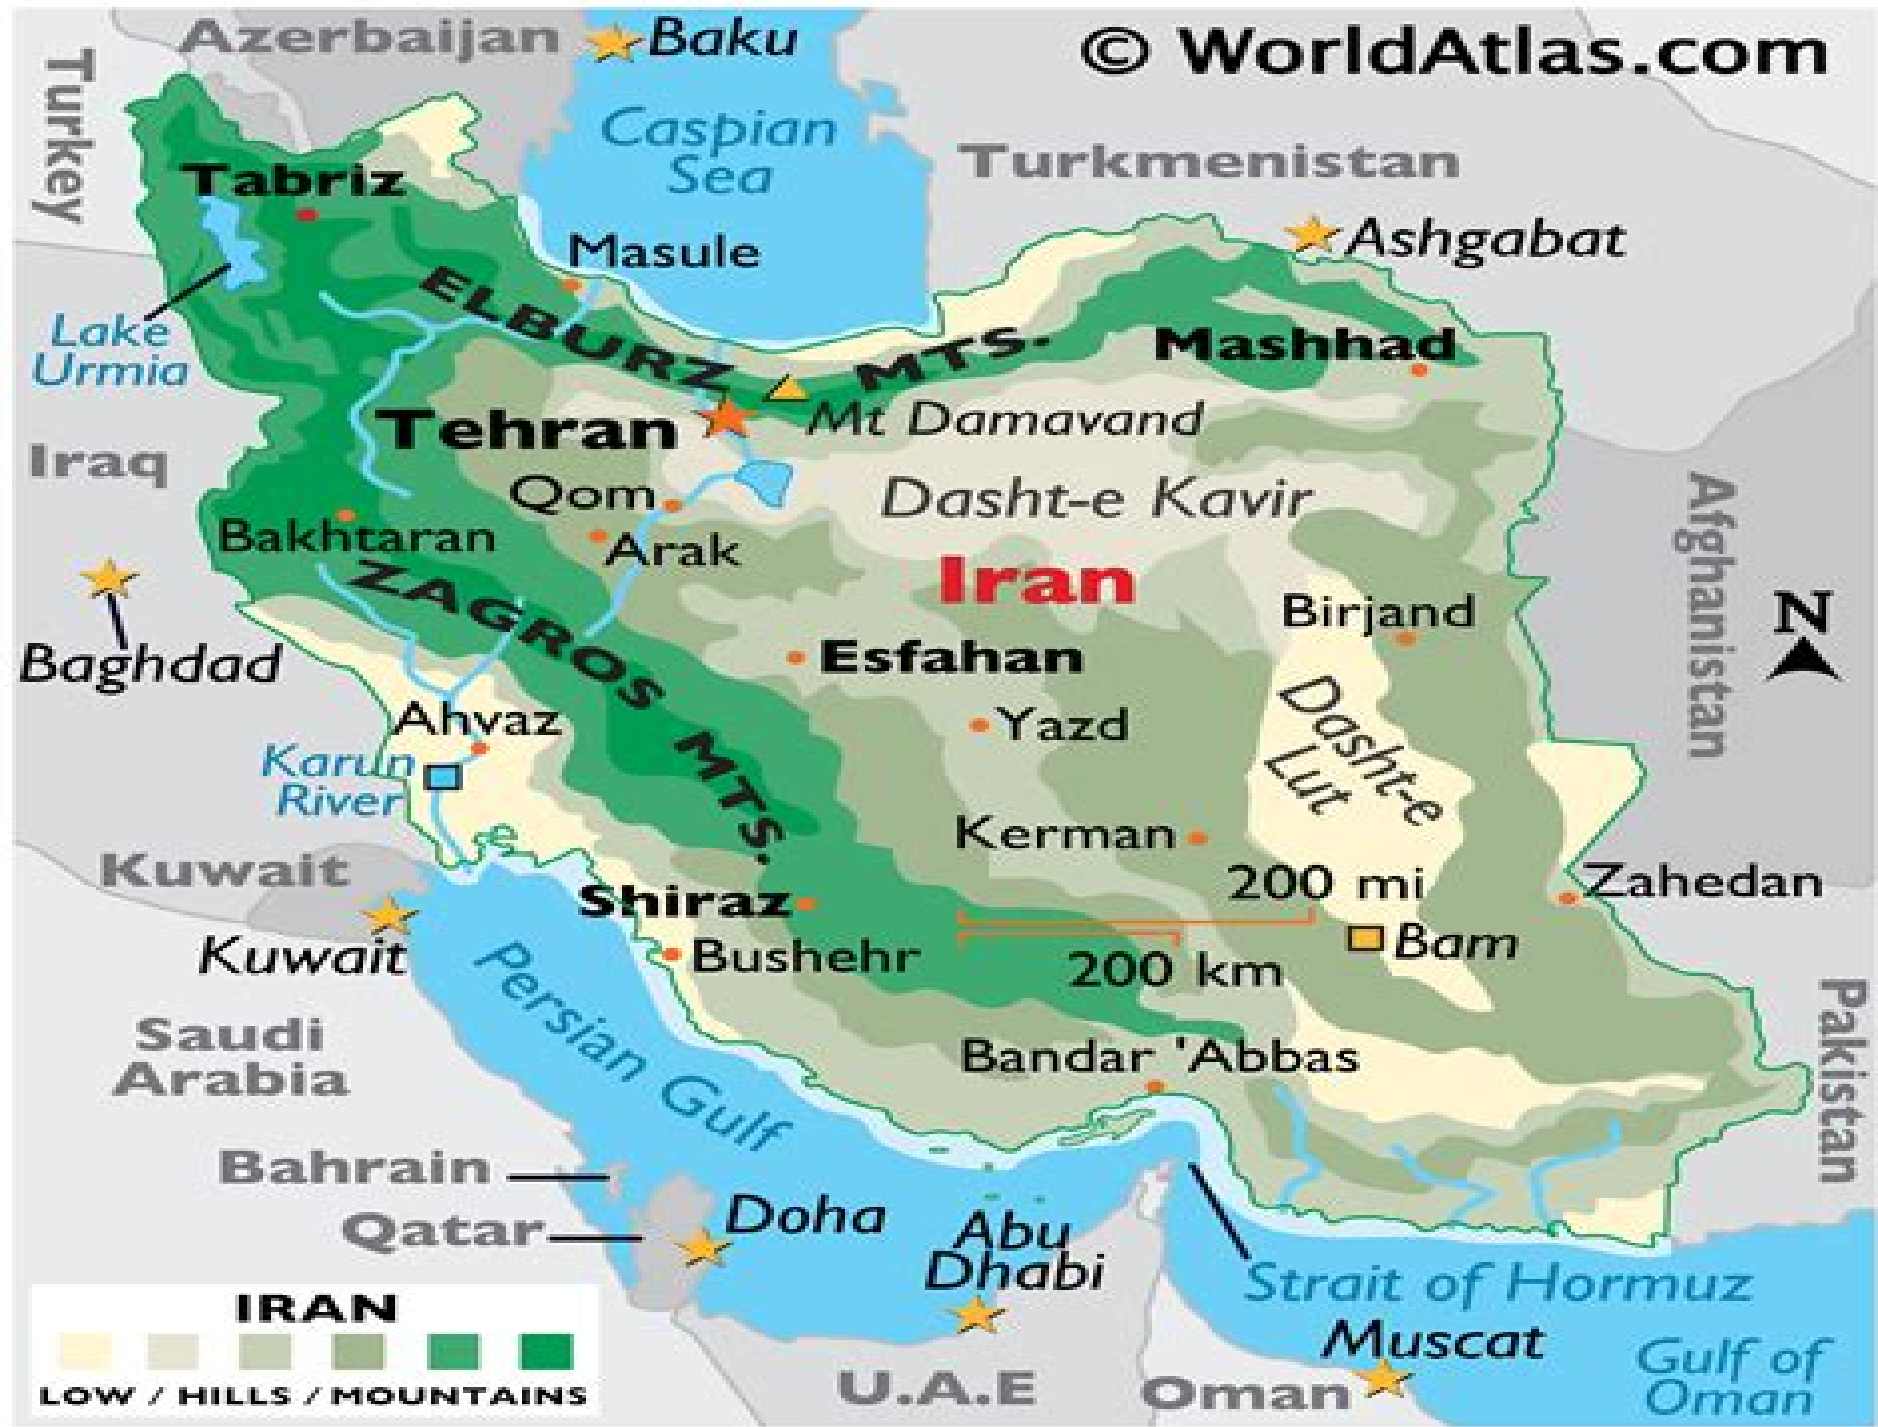 Azerbaijan
Baku
© WorldAtlas.com
Turkey
Caspian
Sea
Turkmenistan
Tabriz
Ashgabat
Masule
ELBURZ MTS.
Lake
Urmia
Mashhad
Mt Damavand
Tehran
Iraq
Qom
Dasht-e Kavir
Afghanistan
Bakhtaran
Arak
Iran
ZAGROS MTS.
Birjand
N
Baghdad
Esfahan
Dasht-e
Lut
Ahvaz
Yazd
Karun
River
Kerman
Kuwait
200 mi
Zahedan
Shiraz
Kuwait
Bushehr
Bam
200 km
Persian Gulf
Pakistan
Saudi
Arabia
Bandar 'Abbas
Bahrain
Qatar
Doha
Abu
Dhabi
Strait of Hormuz
IRAN
Muscat
Gulf of
Oman
U.A.E
Oman
LOW / HILLS / MOUNTAINS